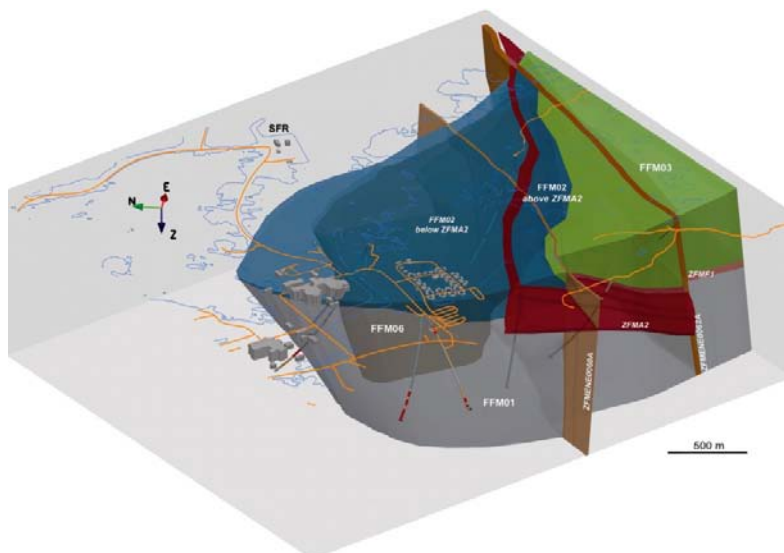 SFR
E
N
Z
FFM03
FFM02
above ZFMA2
FFM02
below ZFMA2
ZFMF1
ZFMA2
FFM06
FFM01
500 m